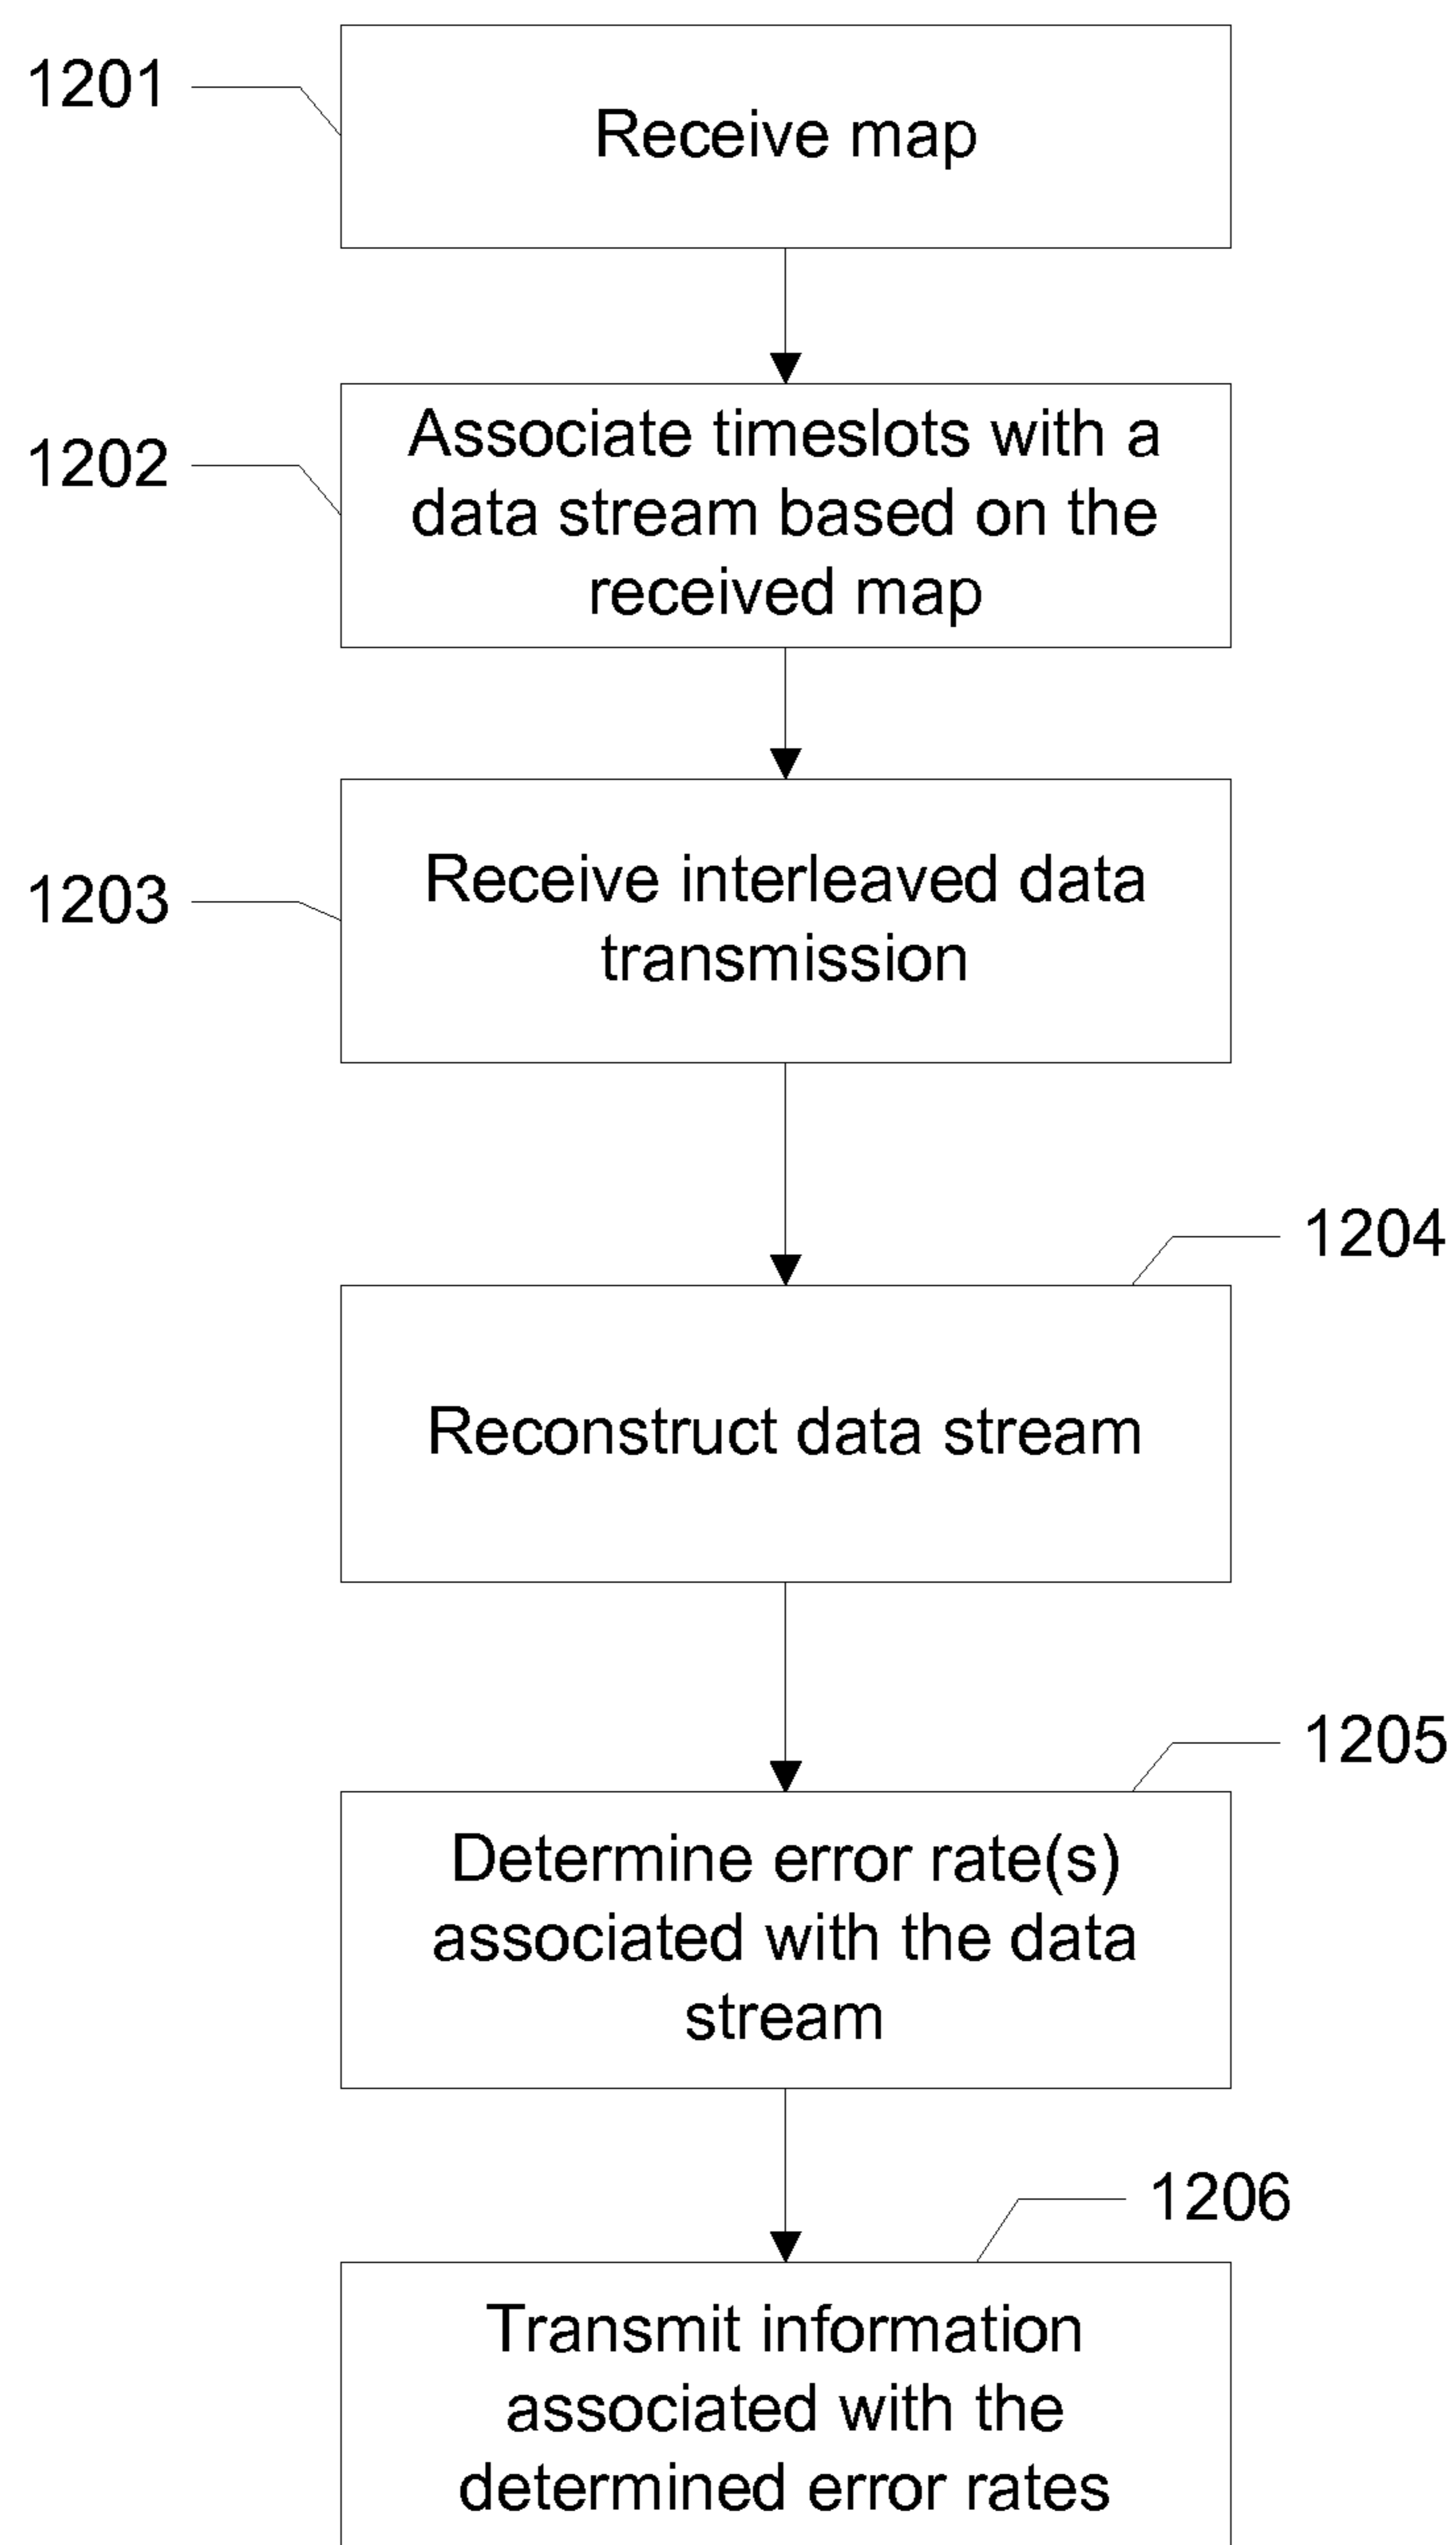 1201
Receive map
1202
Associate timeslots with a
data stream based on the
received map
1203
Receive interleaved data
transmission
1204
Reconstruct data stream
1205
Determine error rate(s)
associated with the data
stream
1206
Transmit information
associated with the
determined error rates